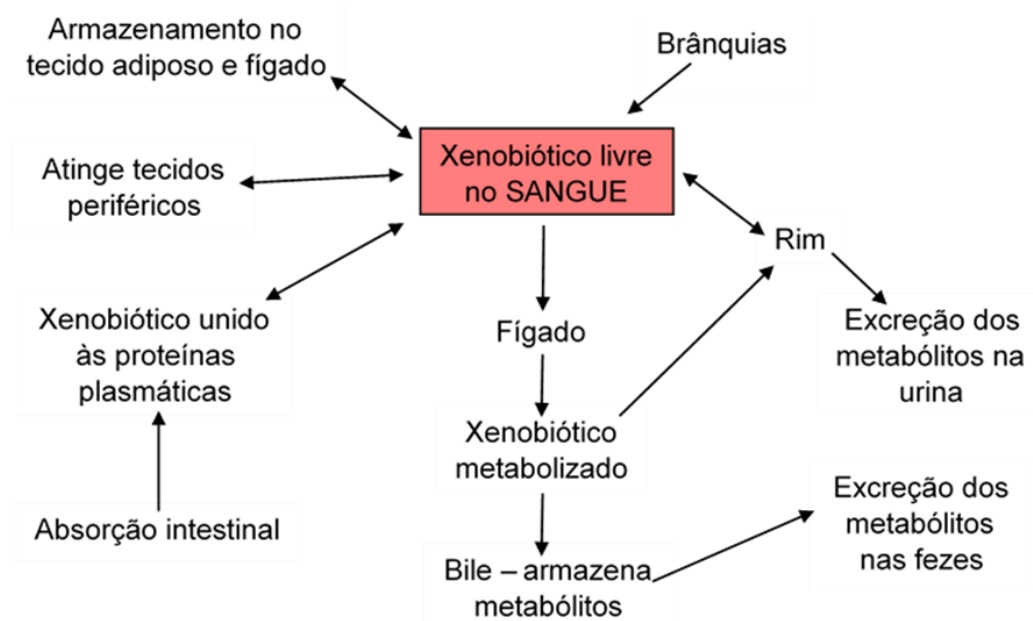 Armazenamento no
tecido adiposo e fígado
Brânquias
Xenobiótico livre
no SANGUE
Atinge tecidos
periféricos
Rim
Xenobiótico unido
às proteínas
plasmáticas
Fígado
Excreção dos
metabólitos na
urina
Xenobiótico
metabolizado
Absorção intestinal
Excreção dos
metabólitos
nas fezes
Bile – armazena
metabólitos